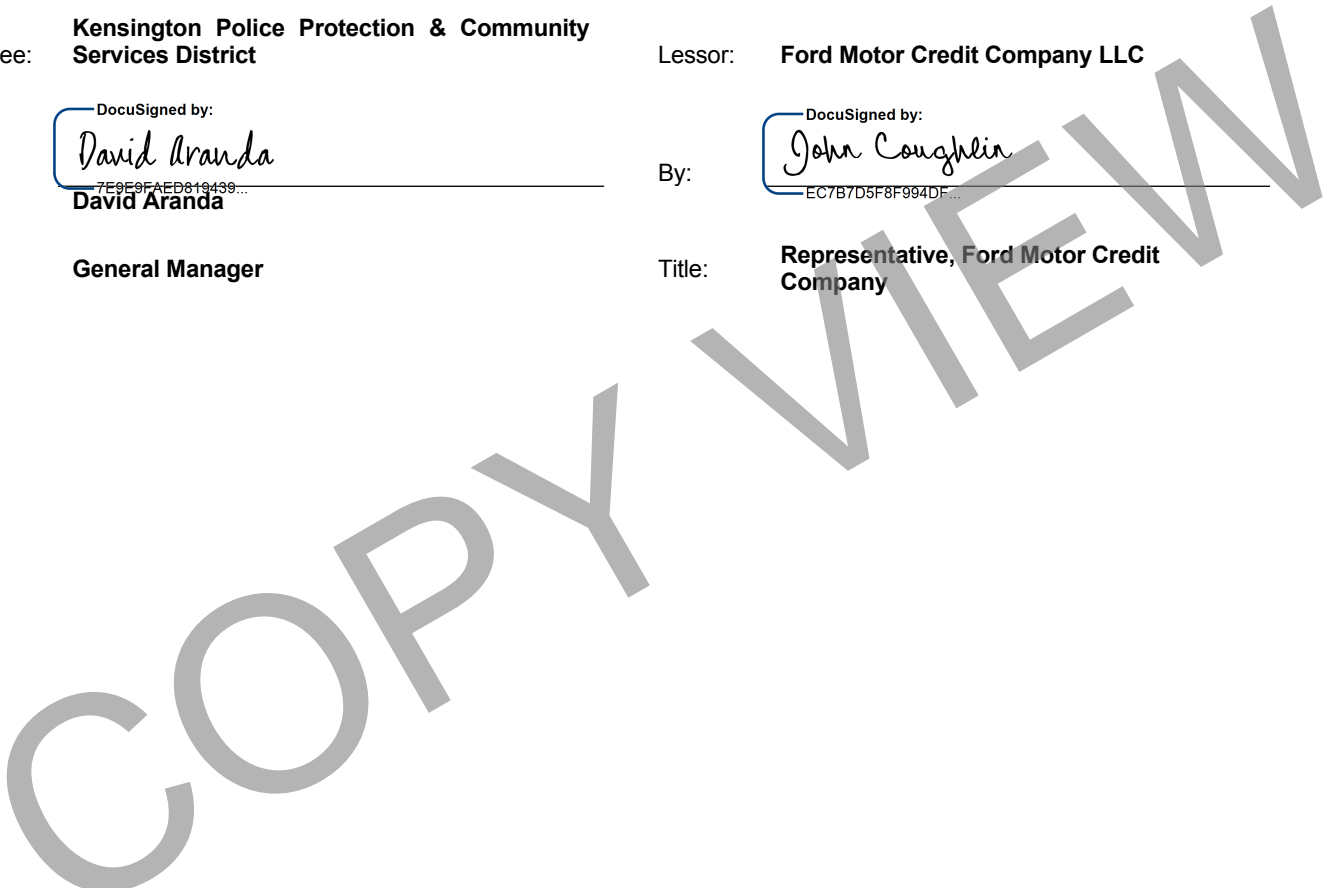 ee: Kensington Police Protection & Community
Services District
DocuSigned by:
David Aranda
7E9E9FAED819439...
David Aranda
General Manager
Lessor: Ford Motor Credit Company LLC
DocuSigned by:
By: John Coughlin
EC7B7D5F8F994DF...
Title: Representative, Ford Motor Credit
Company
COPY VIEW